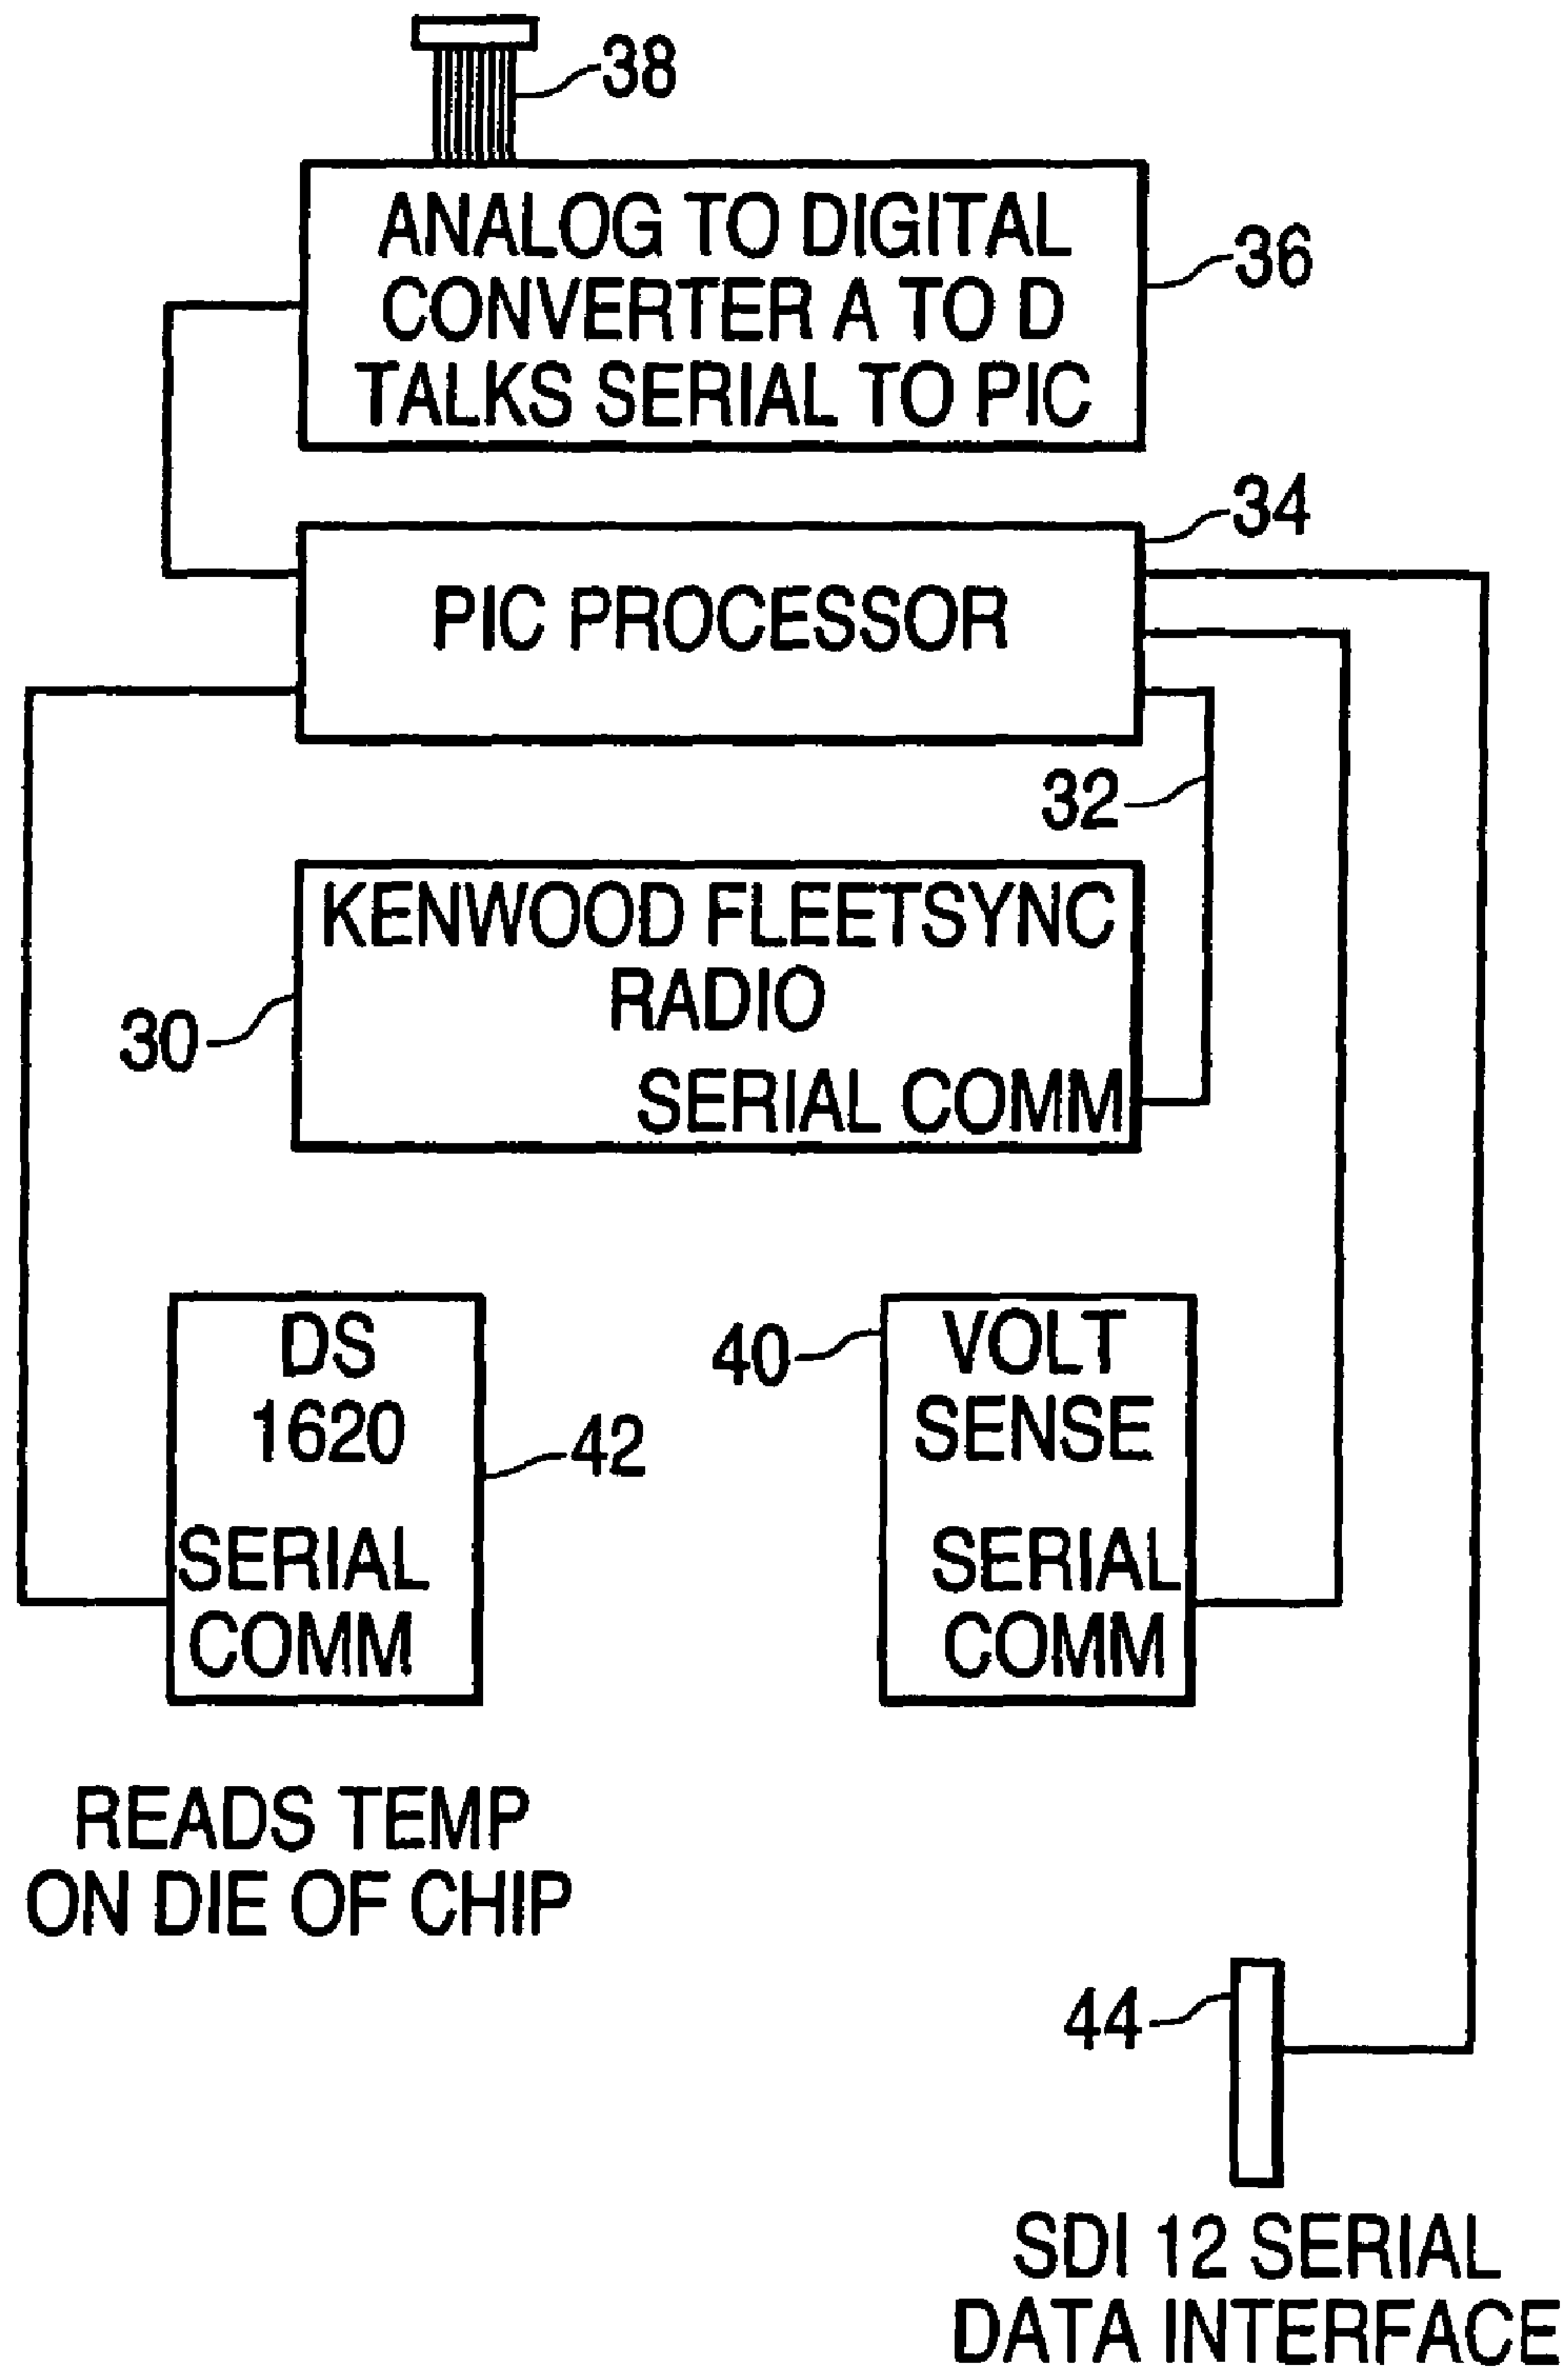 38
ANALOG TO DIGITAL
CONVERTER A TO D
TALKS SERIAL TO PIC
36
34
PIC PROCESSOR
32
KENWOOD FLEETSYNC
RADIO
30
SERIAL COMM
DS
1620
42
SERIAL
COMM
40
VOLT
SENSE
SERIAL
COMM
READS TEMP
ON DIE OF CHIP
44
SDI 12 SERIAL
DATA INTERFACE